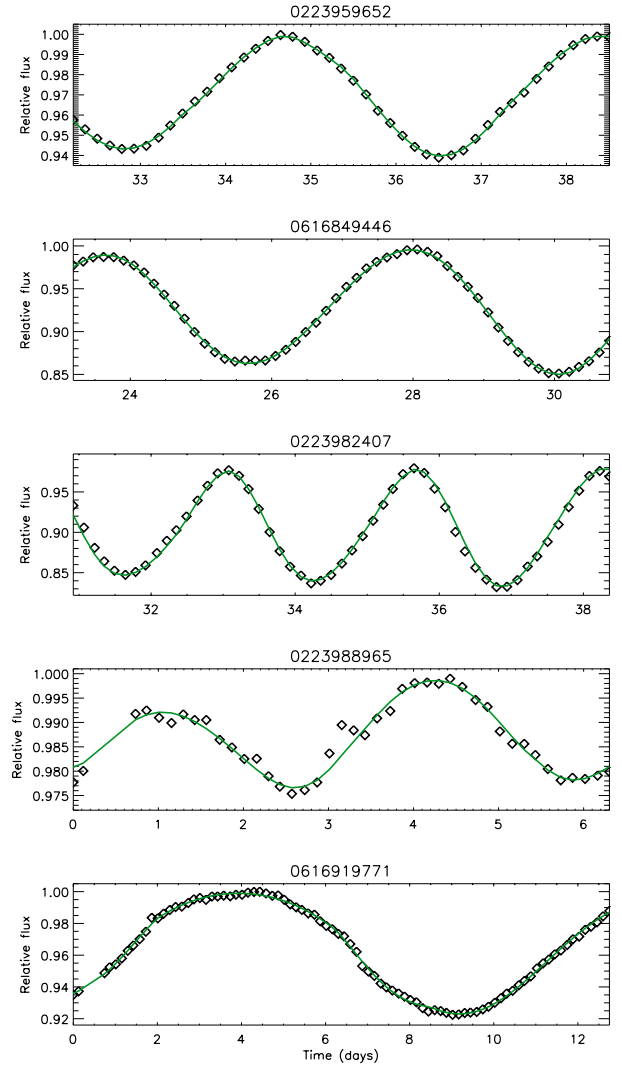 0223959652
Relative flux
1.00
0.99
0.98
0.97
0.96
0.95
0.94
33 34 35 36 37 38
0616849446
Relative flux
1.00
0.95
0.90
0.85
24 26 28 30
0223982407
Relative flux
0.95
0.90
0.85
32 34 36 38
0223988965
Relative flux
1.000
0.995
0.990
0.985
0.980
0.975
0 1 2 3 4 5 6
0616919771
Relative flux
1.00
0.98
0.96
0.94
0.92
0 2 4 6 8 10 12
Time (days)